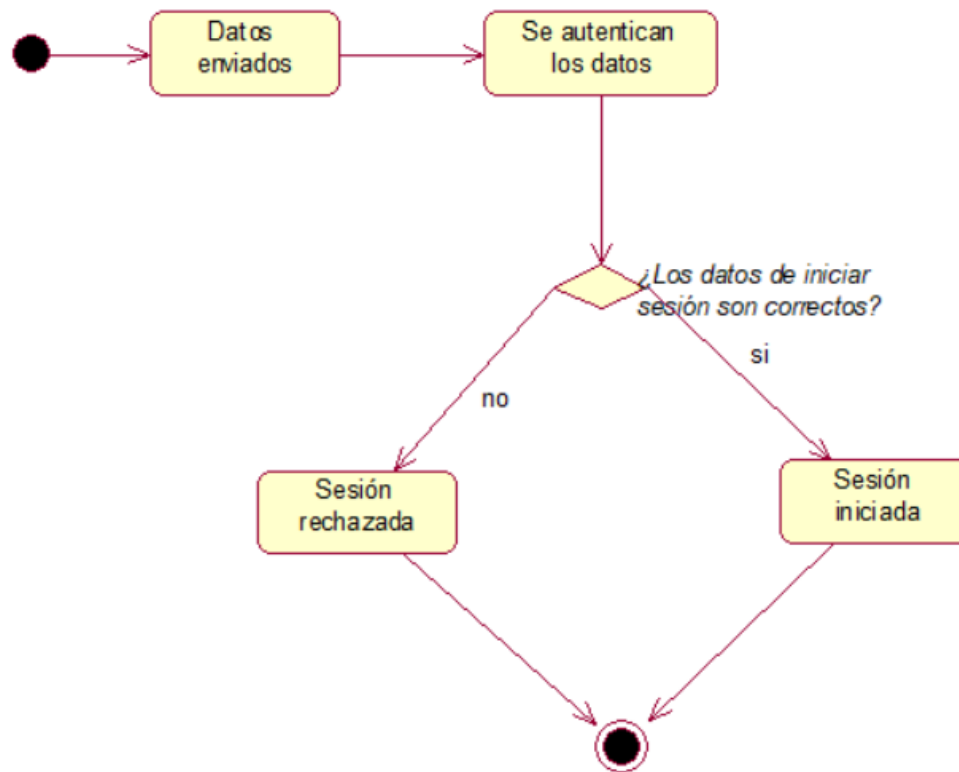 Datos
enviados
Se autentican
los datos
¿Los datos de iniciar
sesión son correctos?
si
no
Sesión
rechazada
Sesión
iniciada